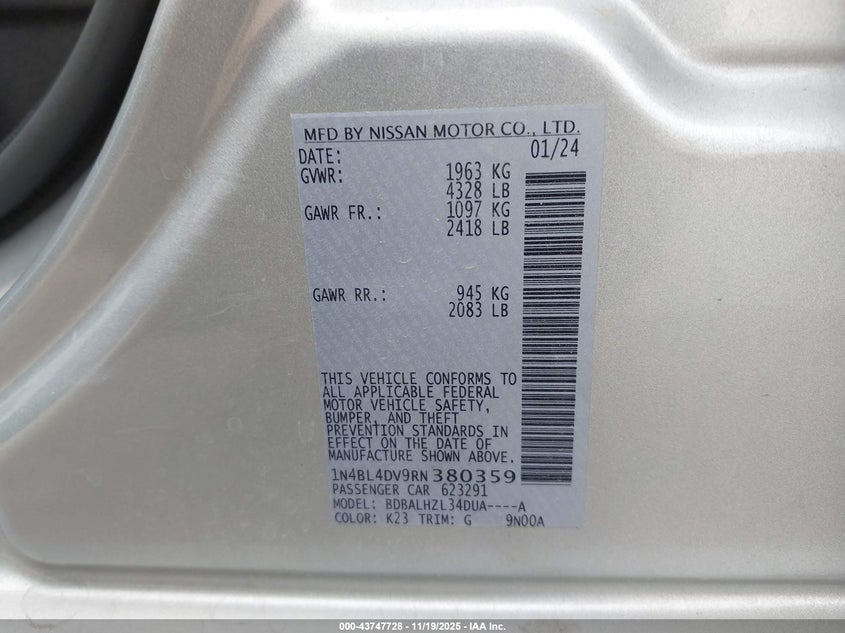 MFD BY NISSAN MOTOR CO., LTD.
DATE: 01/24
GVWR: 1963 KG
4328 LB
GAWR FR.: 1097 KG
2418 LB
GAWR RR.: 945 KG
2083 LB
THIS VEHICLE CONFORMS TO
ALL APPLICABLE FEDERAL
MOTOR VEHICLE SAFETY,
BUMPER, AND THEFT
PREVENTION STANDARDS IN
EFFECT ON THE DATE OF
MANUFACTURE SHOWN ABOVE.
1N4BL4DV9RN380359
PASSENGER CAR 623291
MODEL: BDBALHZL34DUA----A
COLOR: K23 TRIM: G 9N00A
000-43747728 - 11/19/2025 - IAA Inc.